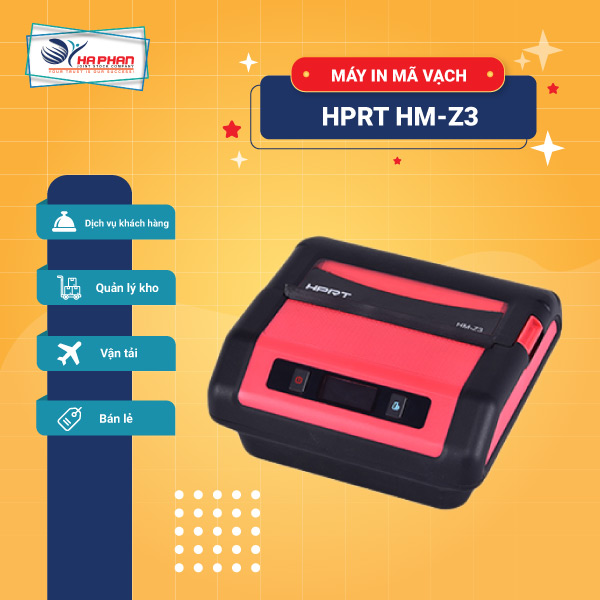 HA PHAN
JOINT STOCK COMPANY
YOUR TRUST IS OUR SUCCESS!
MÁY IN MÃ VẠCH
HPRT HM-Z3
Dịch vụ khách hàng
Quản lý kho
Vận tải
Bán lẻ
HPRT
HM-Z3